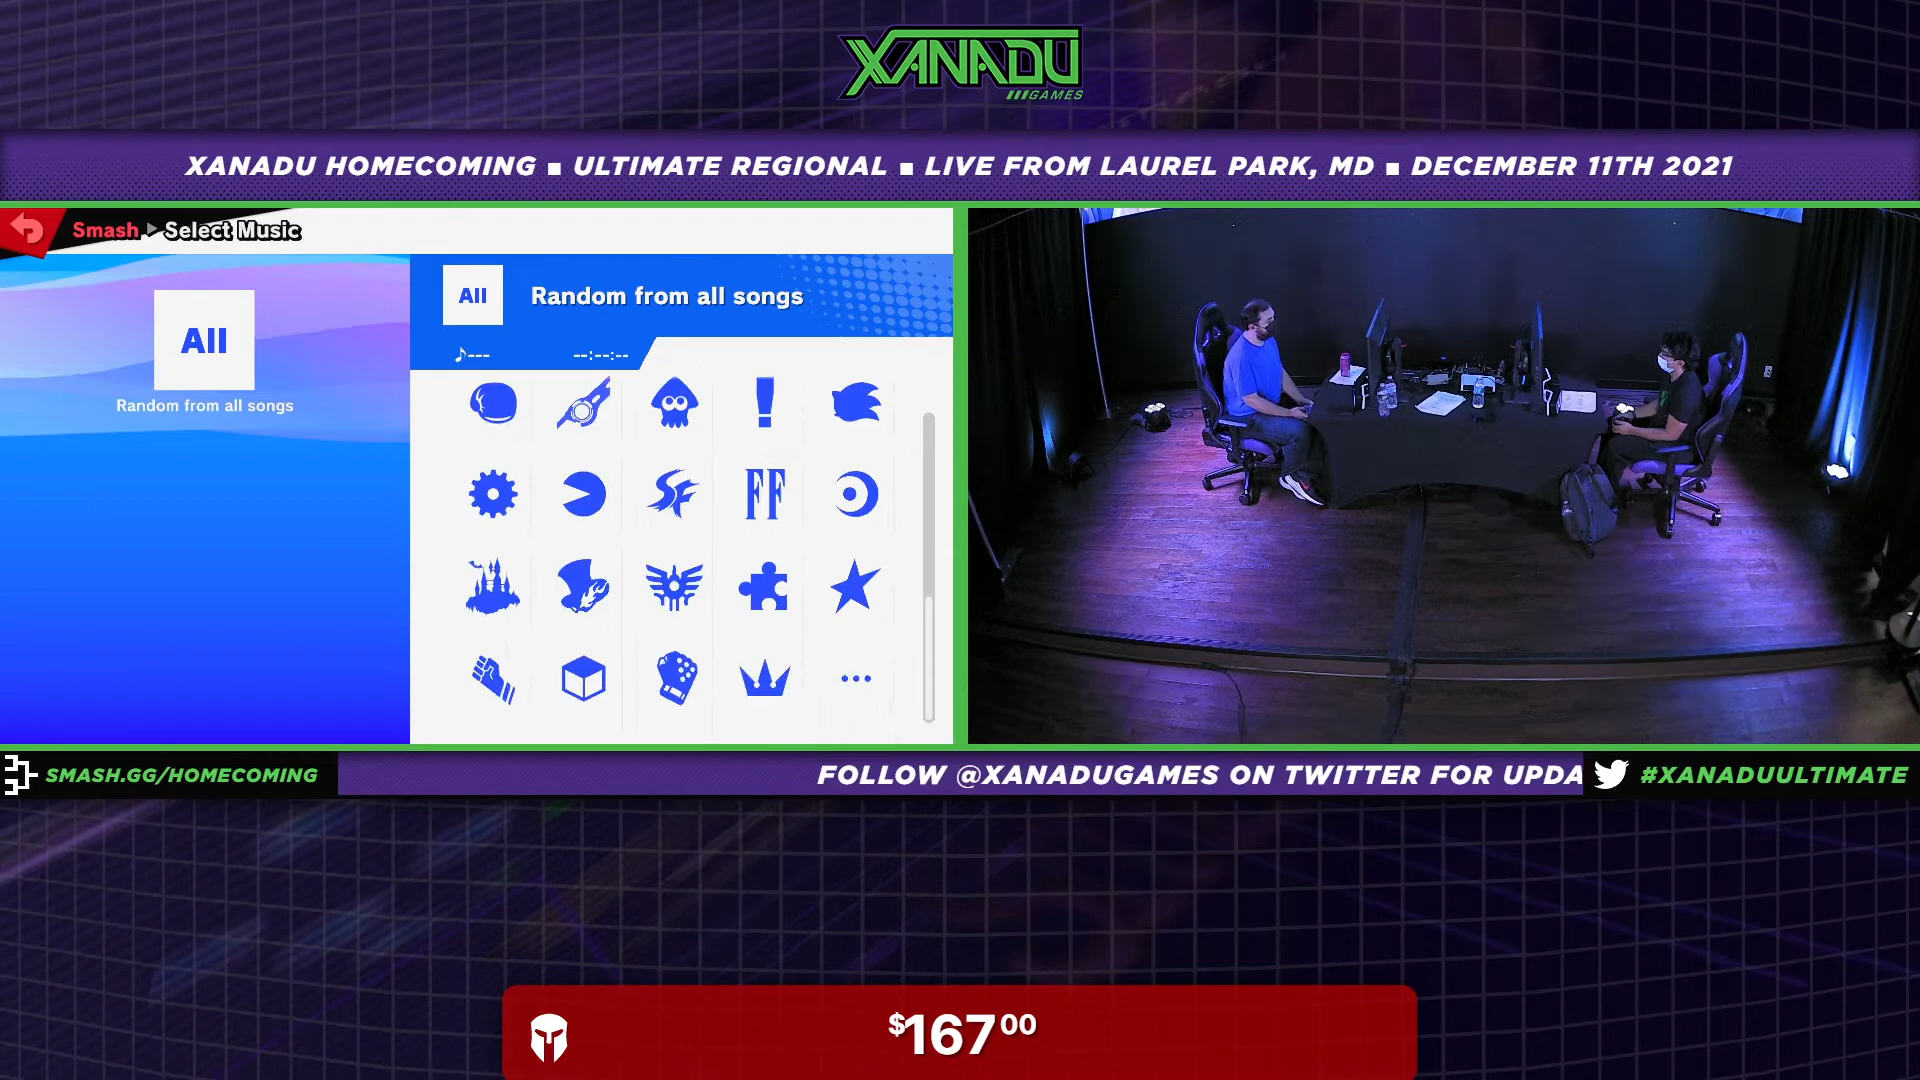 XANADU
GAMES
XANADU HOMECOMING ■ ULTIMATE REGIONAL ■ LIVE FROM LAUREL PARK, MD ■ DECEMBER 11TH 2021
Smash ▶ Select Music
All
Random from all songs
All
Random from all songs
♪--- --:--:--
SF
FF
SMASH.GG/HOMECOMING
FOLLOW @XANADUGAMES ON TWITTER FOR UPDA
#XANADUULTIMATE
$167 00